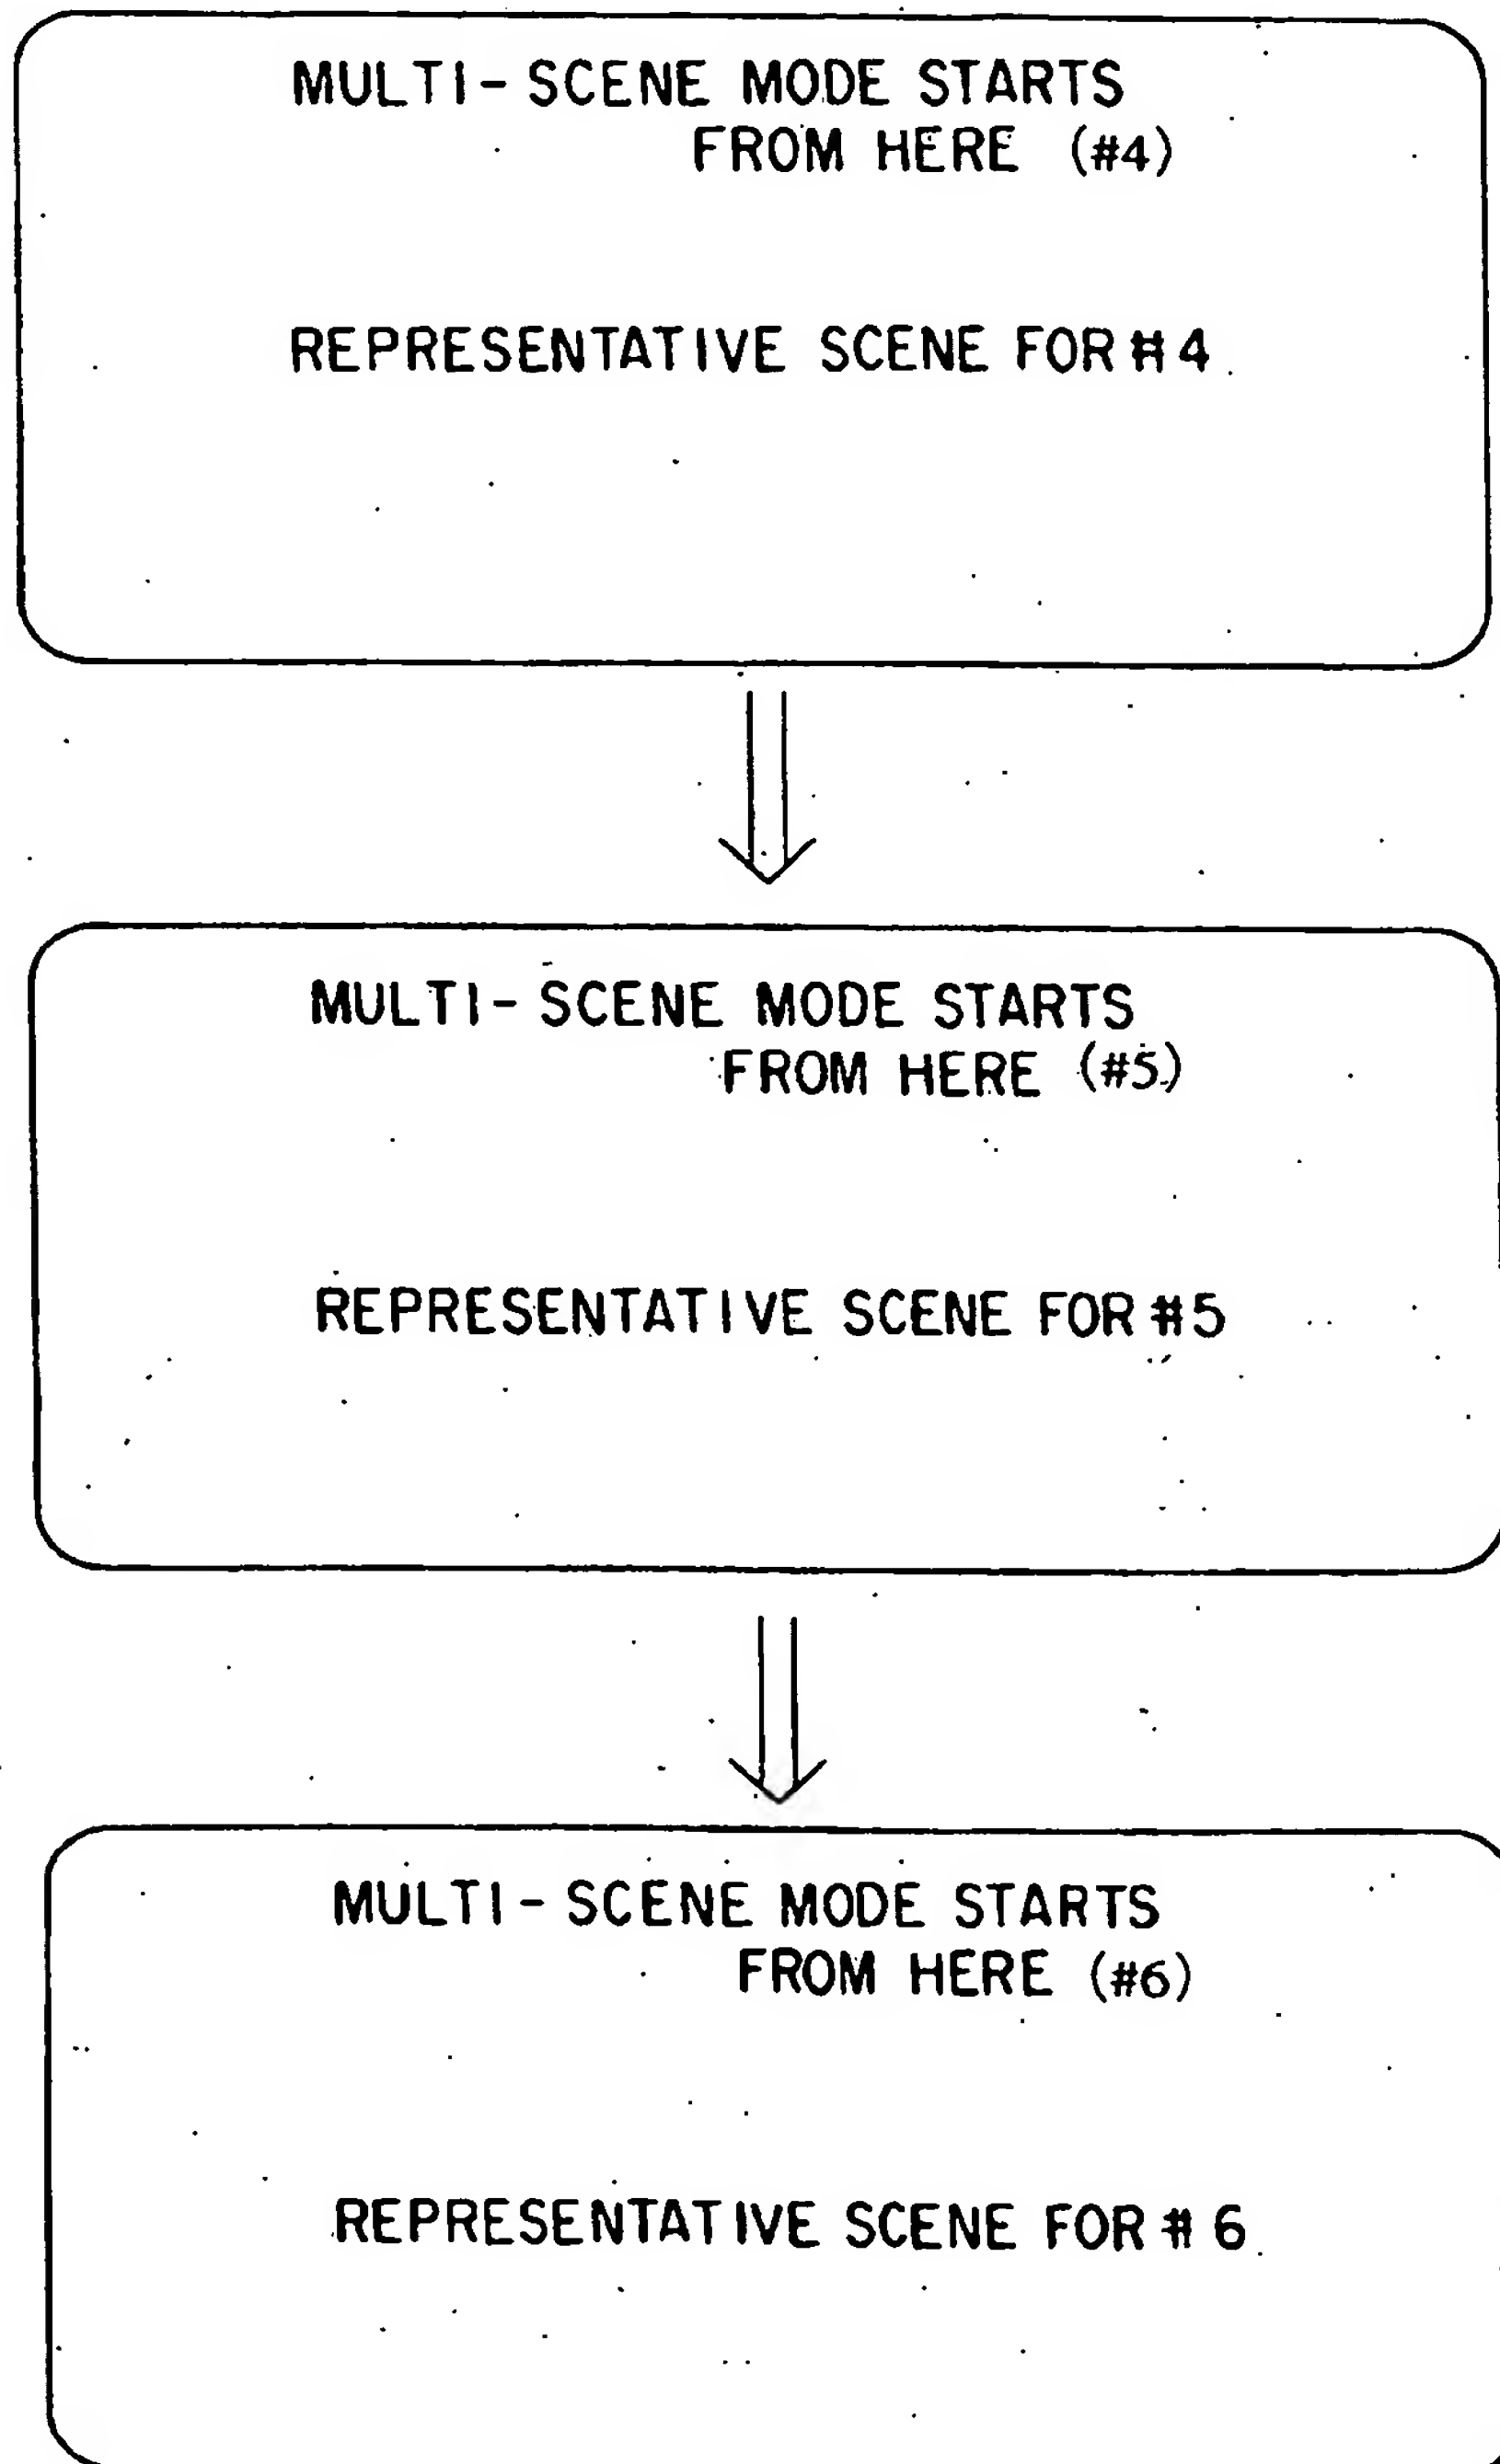 MULTI-SCENE MODE STARTS
FROM HERE (#4)
REPRESENTATIVE SCENE FOR #4
MULTI-SCENE MODE STARTS
FROM HERE (#5)
REPRESENTATIVE SCENE FOR #5
MULTI-SCENE MODE STARTS
FROM HERE (#6)
REPRESENTATIVE SCENE FOR #6